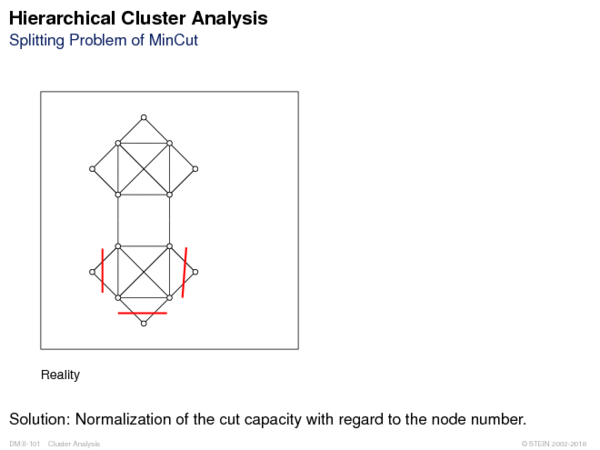 Hierarchical Cluster Analysis
Splitting Problem of MinCut
Reality
Solution: Normalization of the cut capacity with regard to the node number.
DM:II-101 Cluster Analysis
© STEIN 2002-2018